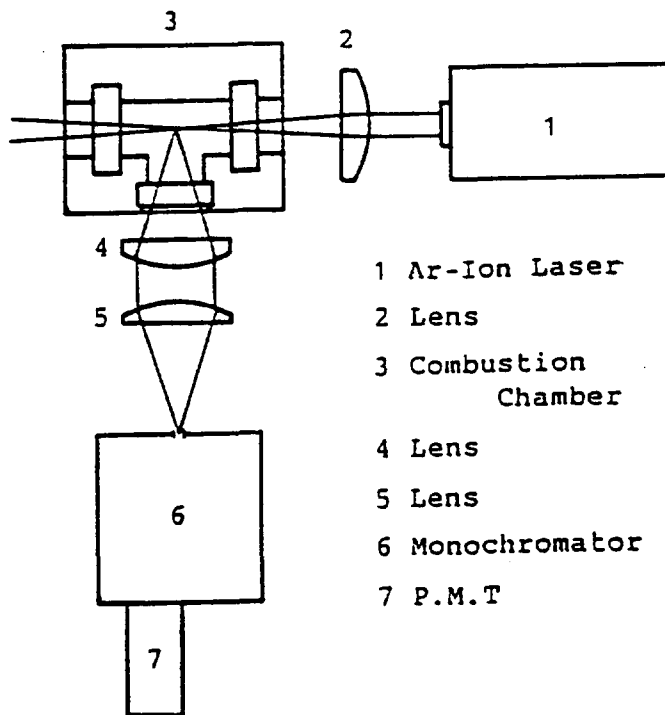 3
2
1
4
5
6
7
1 Ar-Ion Laser
2 Lens
3 Combustion
Chamber
4 Lens
5 Lens
6 Monochromator
7 P.M.T